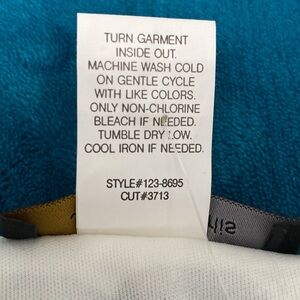 TURN GARMENT
INSIDE OUT.
MACHINE WASH COLD
ON GENTLE CYCLE
WITH LIKE COLORS.
ONLY NON-CHLORINE
BLEACH IF NEEDED.
TUMBLE DRY LOW.
COOL IRON IF NEEDED.
STYLE#123-8695
CUT#3713